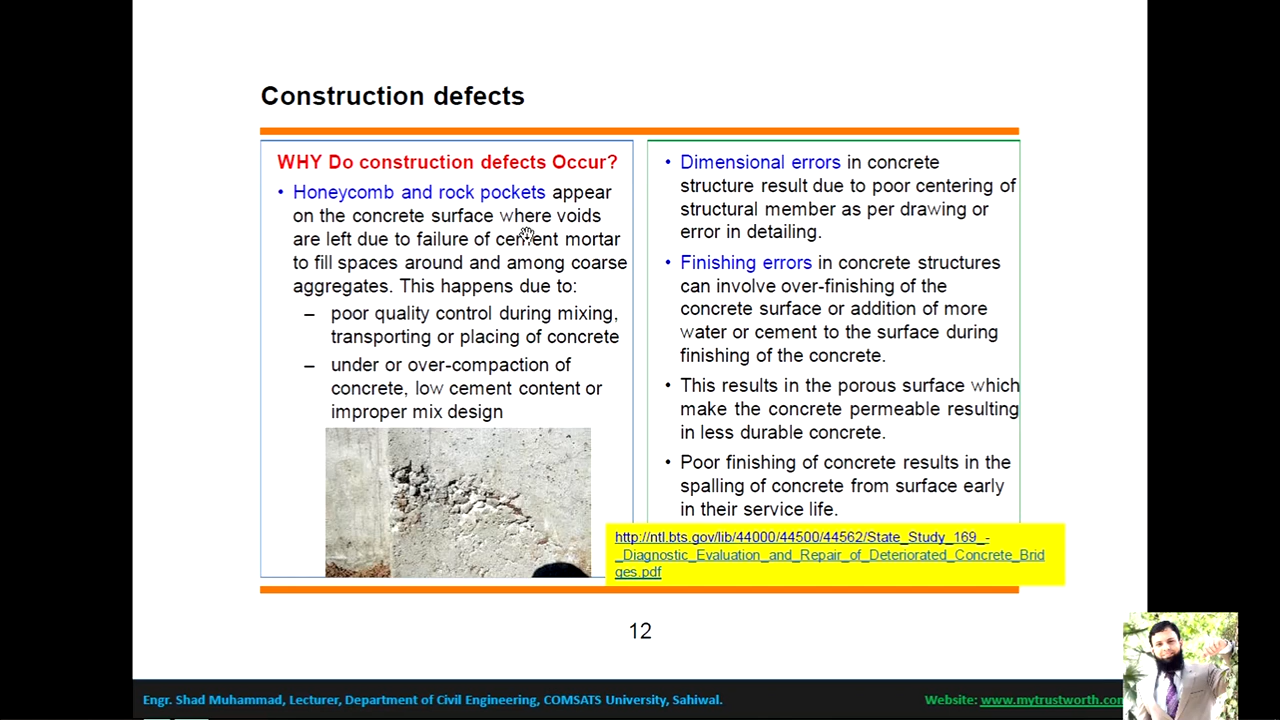 Construction defects
WHY Do construction defects Occur?
• Honeycomb and rock pockets appear
on the concrete surface where voids
are left due to failure of cement mortar
to fill spaces around and among coarse
aggregates. This happens due to:
– poor quality control during mixing,
transporting or placing of concrete
– under or over-compaction of
concrete, low cement content or
improper mix design
• Dimensional errors in concrete
structure result due to poor centering of
structural member as per drawing or
error in detailing.
• Finishing errors in concrete structures
can involve over-finishing of the
concrete surface or addition of more
water or cement to the surface during
finishing of the concrete.
• This results in the porous surface which
make the concrete permeable resulting
in less durable concrete.
• Poor finishing of concrete results in the
spalling of concrete from surface early
in their service life.
http://ntl.bts.gov/lib/44000/44500/44562/State_Study_169_-
_Diagnostic_Evaluation_and_Repair_of_Deteriorated_Concrete_Brid
ges.pdf
12
Engr. Shad Muhammad, Lecturer, Department of Civil Engineering, COMSATS University, Sahiwal.
Website: www.mytrustworth.com